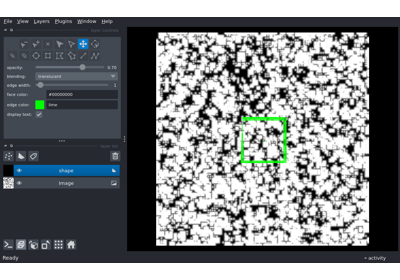 File View Layers Plugins Window Help
layer controls
opacity: 0.70
blending: translucent
edge width: 1
face color: #00000000
edge color: lime
display text: ✓
layer list
shape
image
Ready activity